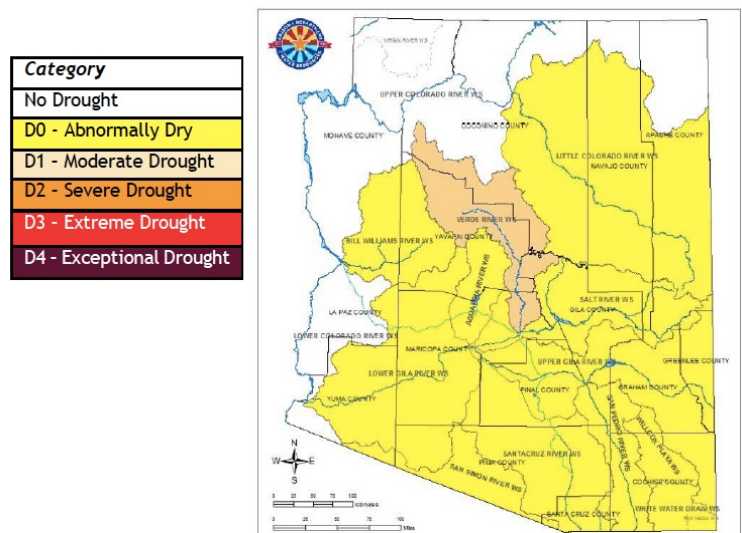 Category
No Drought
D0 - Abnormally Dry
D1 - Moderate Drought
D2 - Severe Drought
D3 - Extreme Drought
D4 - Exceptional Drought
VIRGIN RIVER WS
UPPER COLORADO RIVER WS
MOHAVE COUNTY
COCONINO COUNTY
APACHE COUNTY
LITTLE COLORADO RIVER WS
NAVAJO COUNTY
VERDE RIVER WS
YAVAPAI COUNTY
BILL WILLIAMS RIVER WS
AGUA FRIA RIVER WS
SALT RIVER WS
GILA COUNTY
LA PAZ COUNTY
LOWER COLORADO RIVER WS
MARICOPA COUNTY
UPPER GILA RIVER WS
GREENLEE COUNTY
LOWER GILA RIVER WS
PINAL COUNTY
GRAHAM COUNTY
YUMA COUNTY
SAN PEDRO RIVER WS
WILLCOX PLAYA WS
SANTACRUZ RIVER WS
PIMA COUNTY
SAN SIMON RIVER WS
COCHISE COUNTY
SANTA CRUZ COUNTY
WHITE WATER DRAW WS
N
W E
S